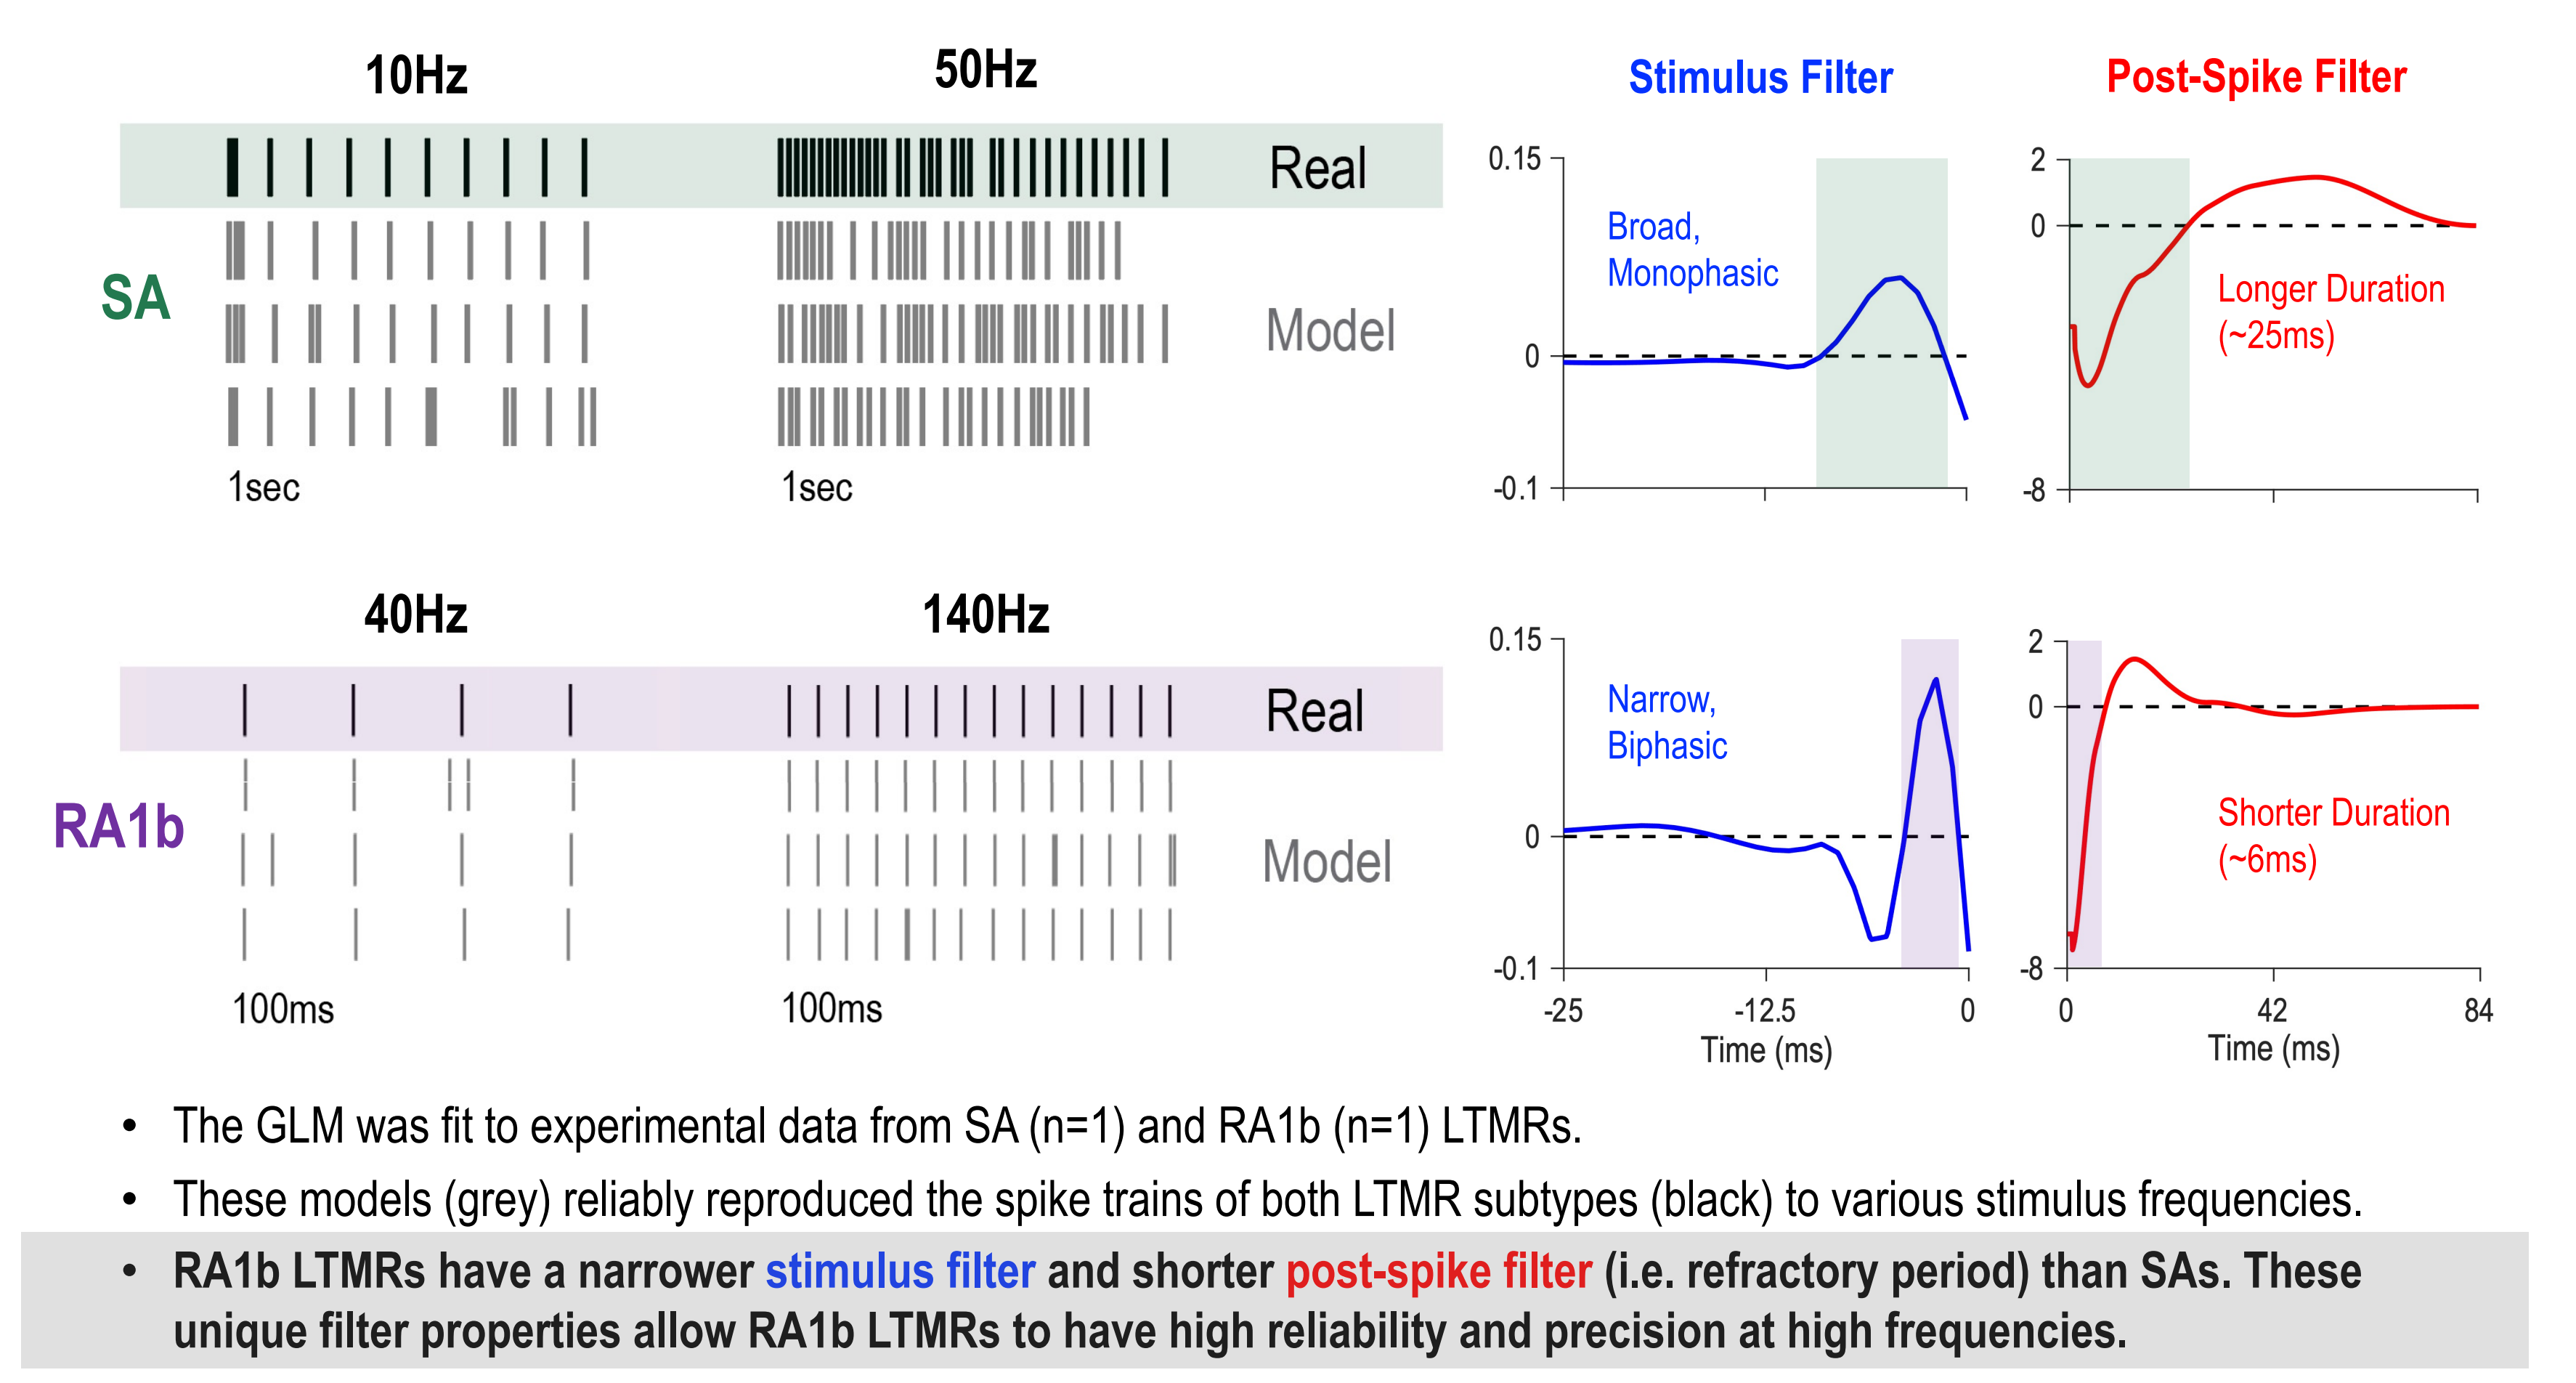 10Hz
50Hz
Real
SA
Model
1sec
1sec
Stimulus Filter
0.15
Broad,
Monophasic
0
-0.1
Post-Spike Filter
2
0
Longer Duration
(~25ms)
-8
40Hz
140Hz
Real
RA1b
Model
100ms
100ms
0.15
Narrow,
Biphasic
0
-0.1
-25
-12.5
0
Time (ms)
2
0
Shorter Duration
(~6ms)
-8
0
42
84
Time (ms)
• The GLM was fit to experimental data from SA (n=1) and RA1b (n=1) LTMRs.
• These models (grey) reliably reproduced the spike trains of both LTMR subtypes (black) to various stimulus frequencies.
• RA1b LTMRs have a narrower stimulus filter and shorter post-spike filter (i.e. refractory period) than SAs. These
unique filter properties allow RA1b LTMRs to have high reliability and precision at high frequencies.